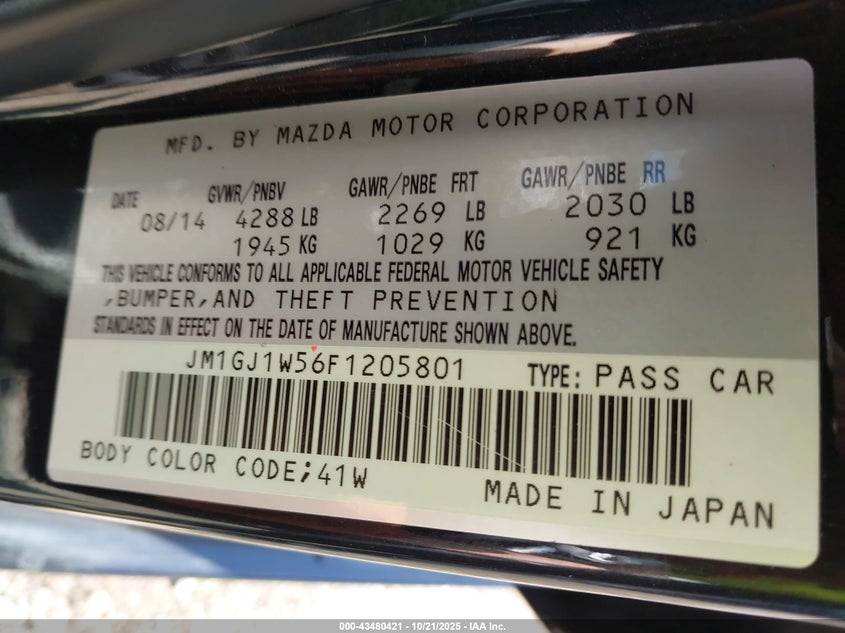 MFD. BY MAZDA MOTOR CORPORATION
DATE GVWR/PNBV GAWR/PNBE FRT GAWR/PNBE RR
08/14 4288 LB 2269 LB 2030 LB
1945 KG 1029 KG 921 KG
THIS VEHICLE CONFORMS TO ALL APPLICABLE FEDERAL MOTOR VEHICLE SAFETY
,BUMPER,AND THEFT PREVENTION
STANDARDS IN EFFECT ON THE DATE OF MANUFACTURE SHOWN ABOVE.
JM1GJ1W56F1205801 TYPE: PASS CAR
BODY COLOR CODE;41W
MADE IN JAPAN
000-43480421 - 10/21/2025 - IAA Inc.